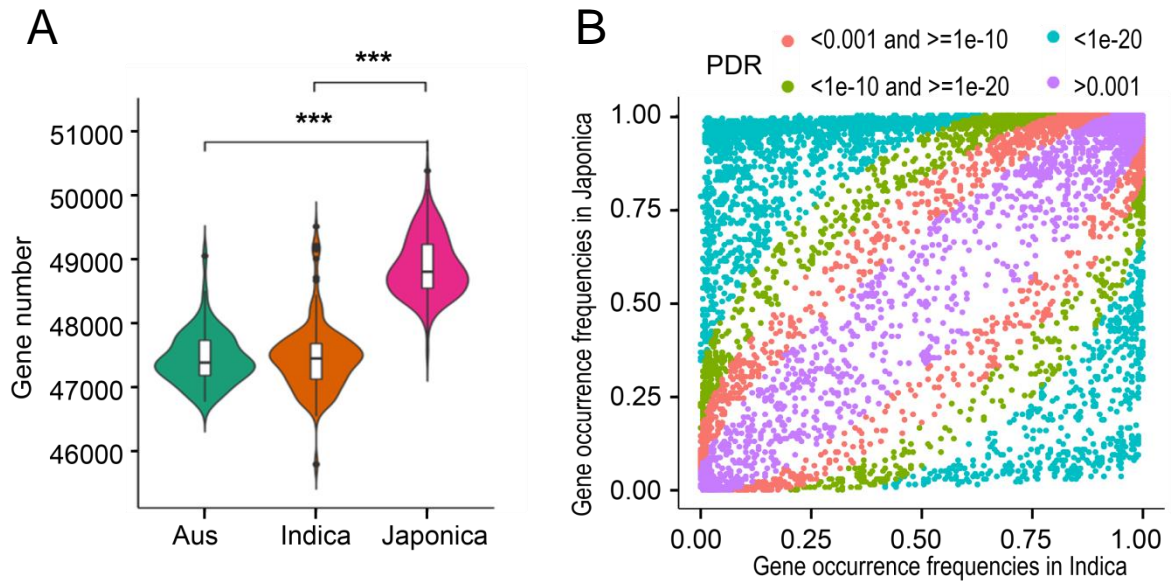 A
***
***
51000
50000
49000
48000
47000
46000
Gene number
Aus Indica Japonica
B
PDR
<0.001 and >=1e-10
<1e-20
<1e-10 and >=1e-20
>0.001
1.00
0.75
0.50
0.25
0.00
Gene occurrence frequencies in Japonica
0.00 0.25 0.50 0.75 1.00
Gene occurrence frequencies in Indica